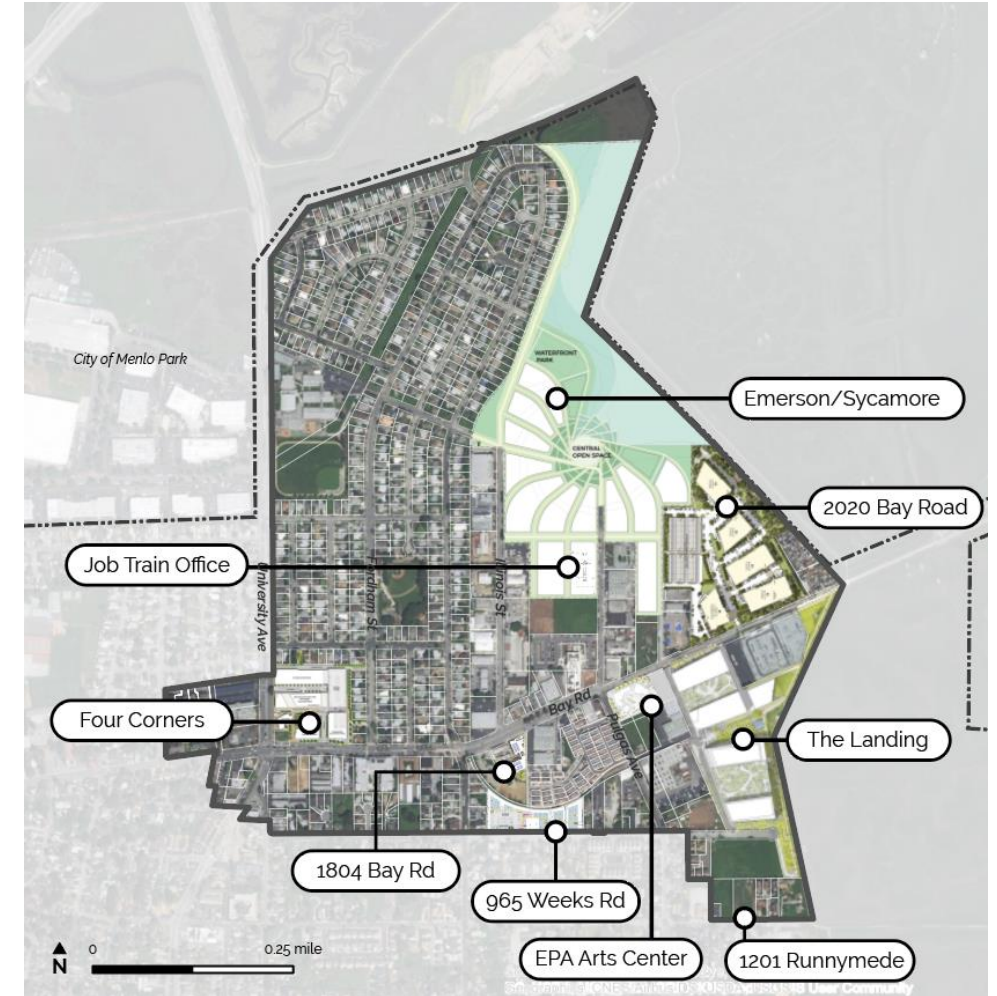 WATERFRONT
PARK
City of Menlo Park
Emerson/Sycamore
CENTRAL
OPEN SPACE
2020 Bay Road
Job Train Office
University Ave
Fordham St
Illinois St
Four Corners
Bay Rd
Pulgas Ave
The Landing
1804 Bay Rd
965 Weeks Rd
EPA Arts Center
1201 Runnymede
N
0
0.25 mile
User Community